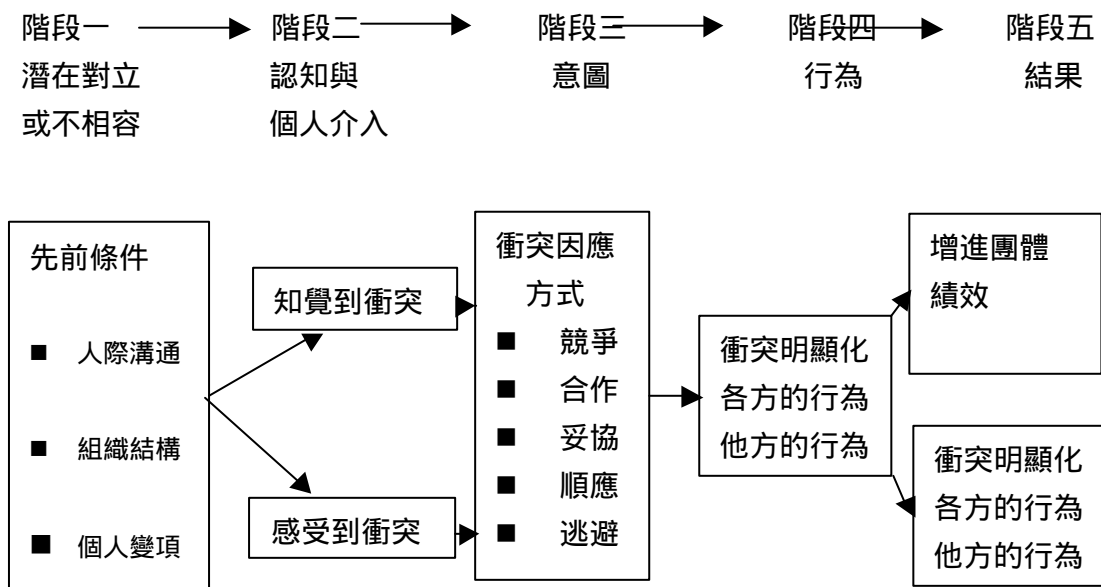 階段一
潛在對立
或不相容
階段二
認知與
個人介入
階段三
意圖
階段四
行為
階段五
結果
先前條件
■ 人際溝通
■ 組織結構
■ 個人變項
知覺到衝突
感受到衝突
衝突因應
方式
■ 競爭
■ 合作
■ 妥協
■ 順應
■ 逃避
衝突明顯化
各方的行為
他方的行為
增進團體
績效
衝突明顯化
各方的行為
他方的行為